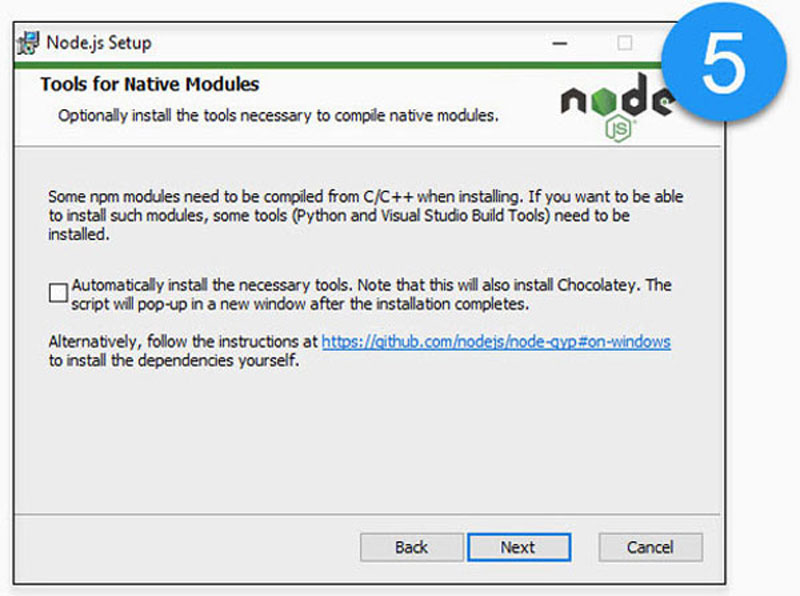 Node.js Setup
5
Tools for Native Modules
Optionally install the tools necessary to compile native modules.
node
JS
Some npm modules need to be compiled from C/C++ when installing. If you want to be able
to install such modules, some tools (Python and Visual Studio Build Tools) need to be
installed.
Automatically install the necessary tools. Note that this will also install Chocolatey. The
script will pop-up in a new window after the installation completes.
Alternatively, follow the instructions at https://github.com/nodejs/node-gyp#on-windows
to install the dependencies yourself.
Back
Next
Cancel